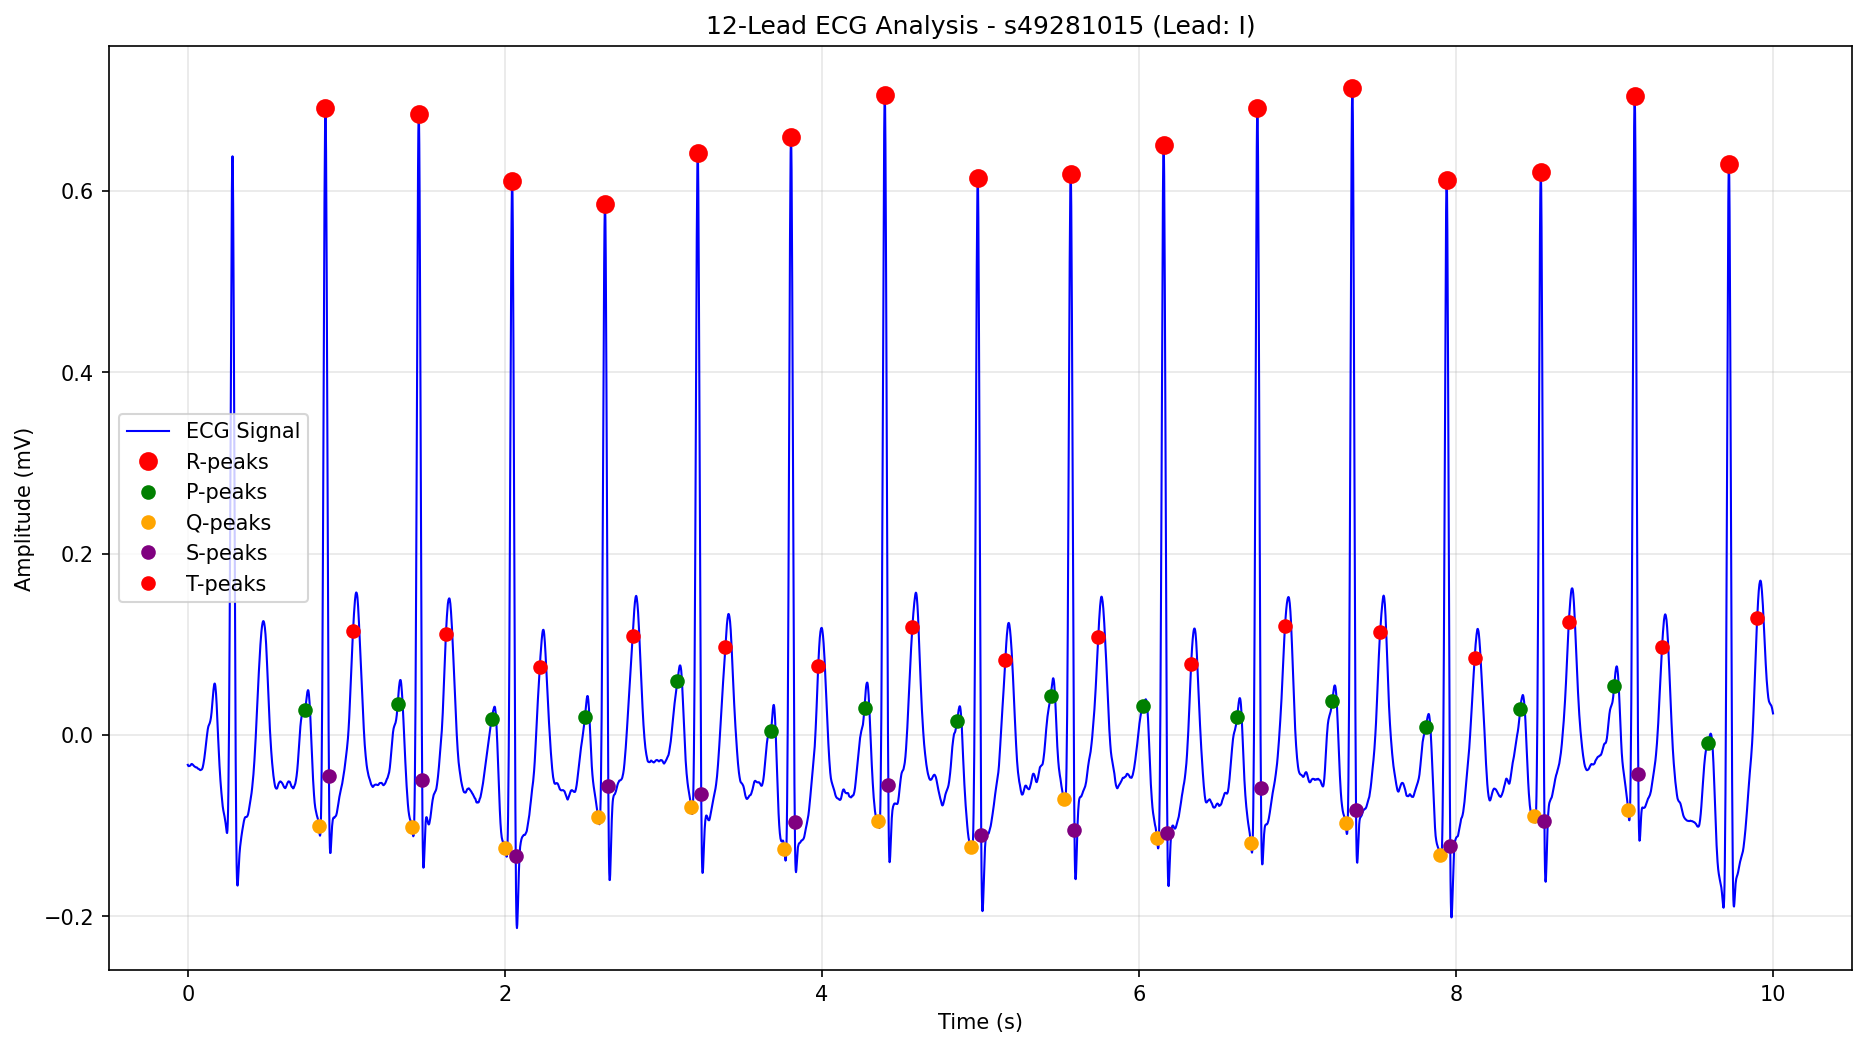 12-Lead ECG Analysis - s49281015 (Lead: I)
Amplitude (mV)
0.6
0.4
0.2
0.0
−0.2
ECG Signal
R-peaks
P-peaks
Q-peaks
S-peaks
T-peaks
0 2 4 6 8 10
Time (s)